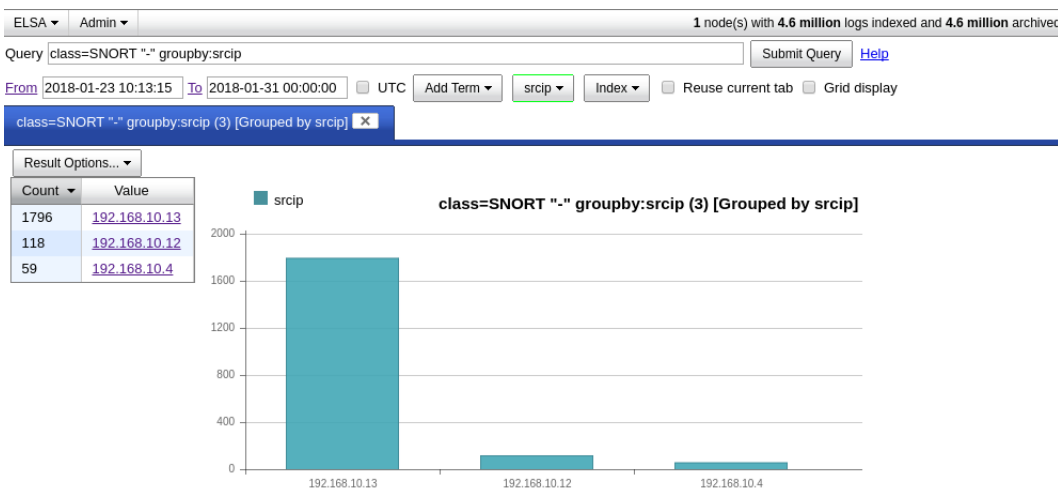 ELSA Admin 1 node(s) with 4.6 million logs indexed and 4.6 million archived
Query class=SNORT "-" groupby:srcip Submit Query Help
From 2018-01-23 10:13:15 To 2018-01-31 00:00:00 UTC Add Term srcip Index Reuse current tab Grid display
class=SNORT "-" groupby:srcip (3) [Grouped by srcip] X
Result Options...
Count Value
1796 192.168.10.13
118 192.168.10.12
59 192.168.10.4
srcip
class=SNORT "-" groupby:srcip (3) [Grouped by srcip]
2000
1600
1200
800
400
0
192.168.10.13 192.168.10.12 192.168.10.4